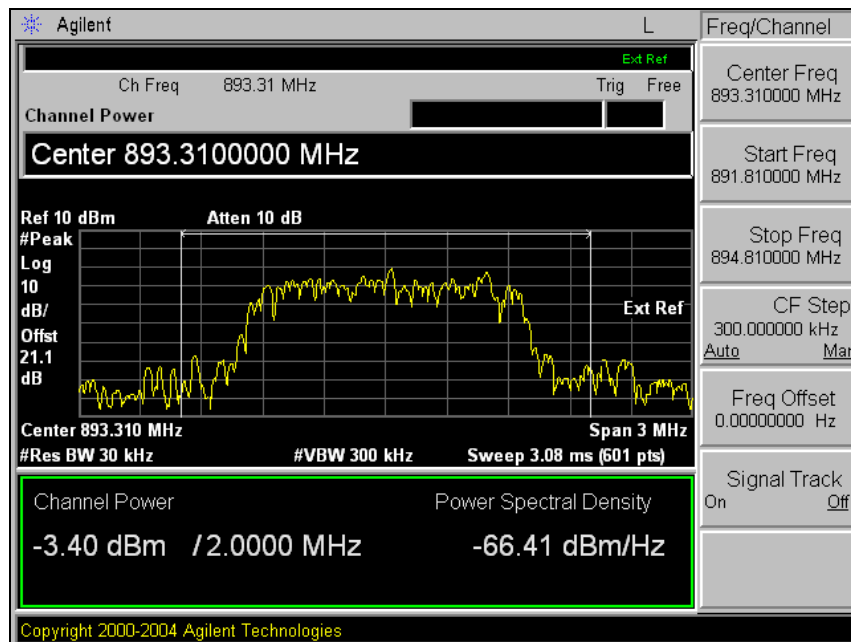 Agilent L Freq/Channel
Ext Ref
Ch Freq 893.31 MHz Trig Free
Channel Power
Center 893.3100000 MHz
Ref 10 dBm Atten 10 dB
#Peak
Log
10
dB/
Offst
21.1
dB
Ext Ref
Center 893.310 MHz Span 3 MHz
#Res BW 30 kHz #VBW 300 kHz Sweep 3.08 ms (601 pts)
Channel Power Power Spectral Density
-3.40 dBm / 2.0000 MHz -66.41 dBm/Hz
Copyright 2000-2004 Agilent Technologies
Center Freq
893.310000 MHz
Start Freq
891.810000 MHz
Stop Freq
894.810000 MHz
CF Step
300.000000 kHz
Auto Man
Freq Offset
0.00000000 Hz
Signal Track
On Off